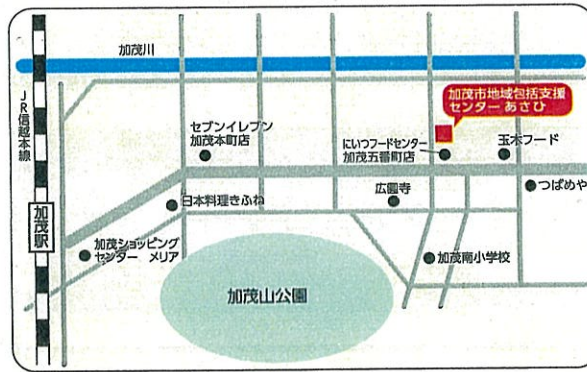 加茂川
JR信越本線
加茂市地域包括支援
センター あさひ
セブンイレブン
加茂本町店
にいつフードセンター
加茂五番町店
玉木フード
つばめや
加茂駅
日本料理きふね
広圓寺
加茂ショッピング
センター メリア
加茂南小学校
加茂山公園